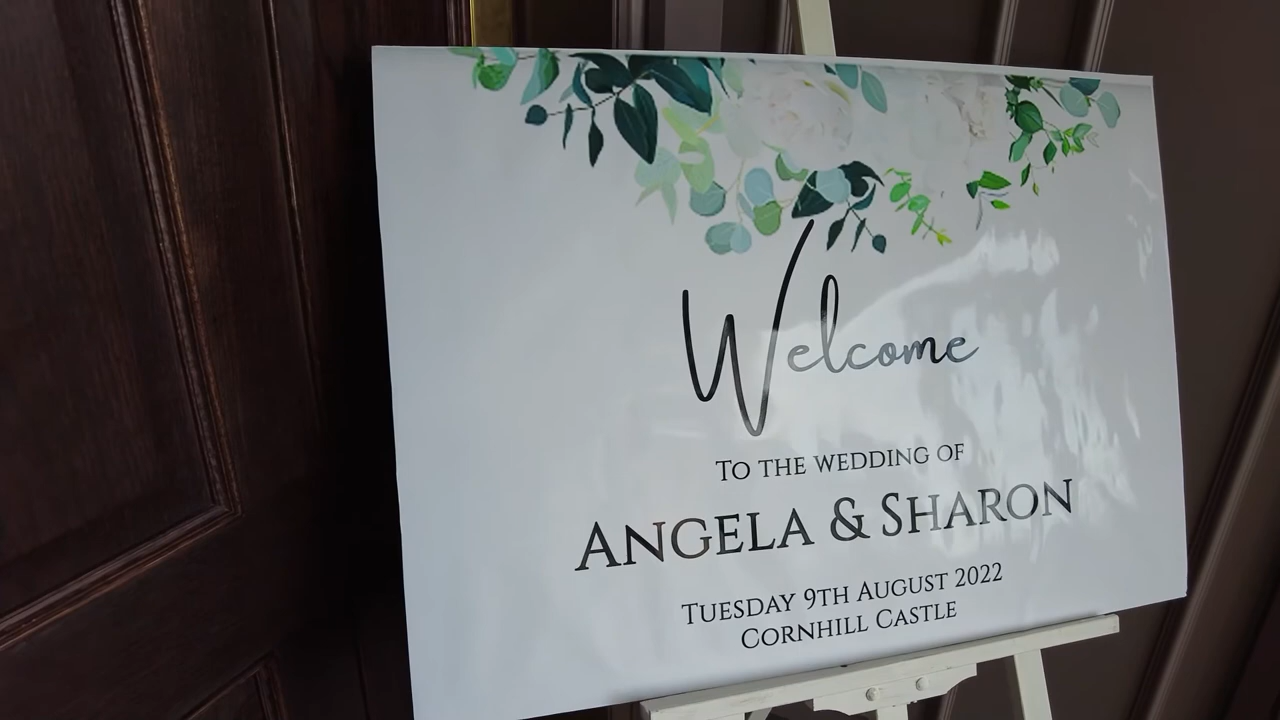 Welcome
TO THE WEDDING OF
ANGELA & SHARON
TUESDAY 9TH AUGUST 2022
CORNHILL CASTLE